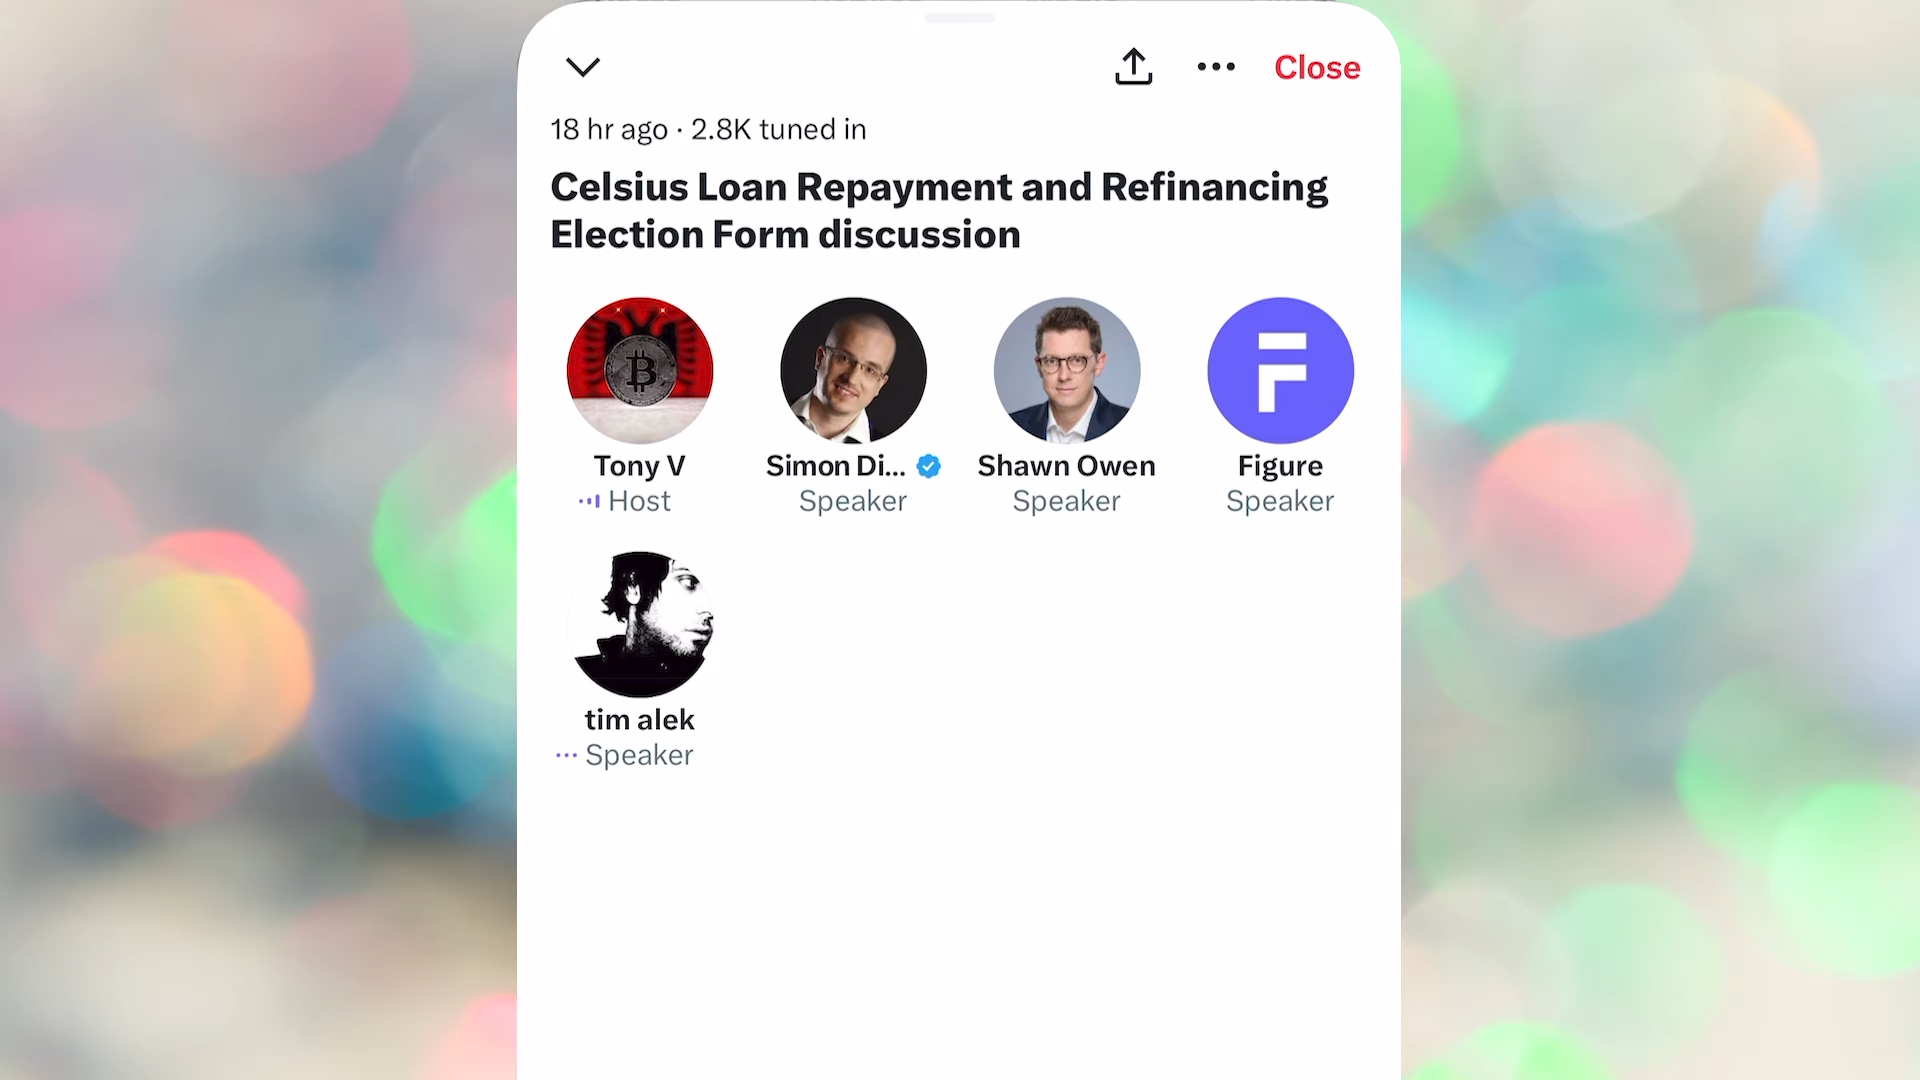 Close
18 hr ago · 2.8K tuned in
Celsius Loan Repayment and Refinancing
Election Form discussion
Tony V
Host
Simon Di...
Speaker
Shawn Owen
Speaker
Figure
Speaker
tim alek
Speaker